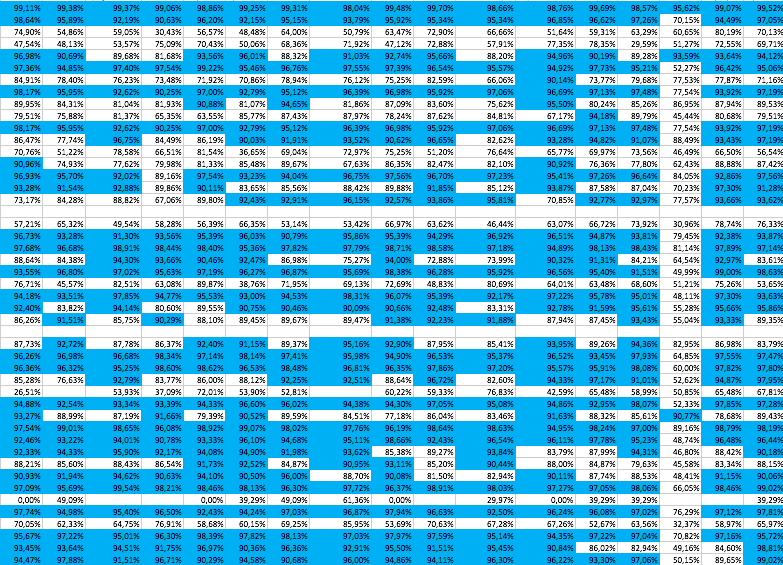 99,11% 99,38% 99,37% 99,06% 98,86% 99,25% 99,31% 98,04% 99,48% 99,70% 98,66% 98,76% 99,69% 98,57% 95,62% 99,07% 99,52%
98,64% 95,89% 92,19% 90,63% 93,26% 92,21% 95,12% 93,79% 95,92% 95,34% 95,34% 96,85% 96,62% 97,26% 70,15% 94,49% 97,05%
74,90% 54,86% 59,05% 30,43% 56,57% 48,48% 64,00% 50,79% 63,47% 72,90% 66,66% 51,64% 59,31% 63,29% 60,65% 80,19% 70,13%
47,54% 48,13% 53,57% 75,09% 70,43% 50,06% 68,36% 71,92% 47,12% 72,88% 57,91% 77,35% 78,35% 29,59% 51,27% 72,55% 69,71%
96,98% 90,69% 89,68% 81,68% 93,56% 96,01% 88,32% 91,03% 92,74% 95,66% 88,20% 94,96% 90,19% 89,28% 93,59% 93,64% 94,12%
97,36% 94,85% 97,40% 97,54% 99,22% 95,46% 96,76% 97,55% 97,39% 96,54% 95,57% 94,92% 97,73% 95,21% 52,27% 96,42% 95,06%
84,91% 78,40% 76,23% 73,48% 71,92% 70,86% 78,94% 76,12% 75,25% 82,59% 66,06% 90,14% 73,77% 79,68% 77,53% 77,87% 71,16%
98,17% 95,95% 92,62% 90,25% 97,00% 92,79% 95,12% 96,39% 96,98% 95,92% 97,06% 96,69% 97,13% 97,48% 77,54% 93,92% 97,19%
89,95% 84,31% 81,04% 81,93% 90,88% 81,07% 94,65% 81,86% 87,09% 83,60% 75,62% 95,50% 80,24% 85,26% 86,95% 87,94% 89,53%
79,51% 75,88% 81,37% 65,35% 63,55% 85,77% 87,43% 87,97% 78,24% 87,62% 84,81% 67,17% 94,18% 89,79% 45,44% 80,68% 79,51%
98,17% 95,95% 92,62% 90,25% 97,00% 92,79% 95,12% 96,39% 96,98% 95,92% 97,06% 96,69% 97,13% 97,48% 77,54% 93,92% 97,19%
86,47% 77,74% 96,75% 84,49% 86,19% 90,03% 91,91% 93,52% 90,62% 96,65% 82,62% 93,28% 94,82% 91,07% 88,49% 93,43% 97,19%
70,76% 51,22% 78,58% 66,51% 81,54% 36,65% 69,04% 72,97% 75,25% 51,20% 76,64% 65,77% 69,97% 73,56% 46,49% 66,50% 56,54%
90,96% 74,93% 77,62% 79,98% 81,33% 85,48% 89,67% 67,63% 86,35% 82,47% 82,10% 90,92% 76,36% 77,80% 62,43% 88,88% 87,42%
96,93% 95,70% 92,02% 89,16% 97,54% 93,23% 94,04% 96,75% 97,56% 96,70% 97,23% 95,41% 97,26% 96,64% 84,05% 92,86% 97,56%
93,28% 91,54% 92,88% 89,86% 90,11% 83,65% 85,56% 88,42% 89,88% 91,85% 85,12% 93,87% 87,58% 87,04% 70,23% 97,30% 91,28%
73,17% 84,28% 88,82% 67,06% 89,80% 92,43% 92,91% 96,15% 92,57% 93,86% 95,81% 70,85% 92,77% 92,97% 77,57% 93,66% 93,62%
57,21% 65,32% 49,54% 58,28% 56,39% 66,35% 53,14% 53,42% 66,97% 63,62% 46,44% 63,07% 66,72% 73,92% 30,96% 78,74% 76,33%
96,73% 93,28% 91,30% 93,56% 95,39% 96,03% 90,79% 95,86% 95,39% 94,29% 96,92% 96,51% 94,87% 93,81% 79,45% 92,38% 93,87%
97,68% 96,68% 98,91% 98,44% 98,40% 95,36% 97,82% 97,79% 98,71% 98,58% 97,18% 94,89% 98,13% 98,43% 81,14% 97,89% 97,14%
88,64% 84,38% 94,30% 93,66% 90,46% 92,47% 86,98% 75,27% 94,00% 72,88% 73,99% 90,32% 91,31% 84,21% 64,54% 92,97% 83,61%
93,55% 96,80% 97,02% 95,63% 97,19% 96,27% 96,87% 95,69% 98,38% 96,28% 95,92% 96,56% 95,40% 91,51% 49,99% 99,00% 98,63%
76,71% 45,57% 82,51% 63,08% 89,87% 38,76% 71,95% 69,13% 72,69% 48,83% 80,69% 64,01% 63,48% 68,60% 51,21% 75,26% 53,65%
94,18% 93,51% 97,85% 94,77% 95,53% 93,00% 94,53% 98,31% 96,07% 95,39% 92,17% 97,22% 95,78% 95,01% 48,11% 97,30% 93,63%
92,40% 83,82% 94,14% 80,60% 89,55% 90,75% 90,46% 90,09% 90,66% 92,48% 83,31% 92,78% 91,59% 95,61% 55,28% 95,66% 95,86%
86,26% 91,51% 85,75% 90,29% 88,10% 89,45% 89,67% 89,47% 91,38% 92,23% 91,88% 87,94% 87,45% 93,43% 55,04% 93,33% 89,35%
87,73% 92,72% 87,78% 86,37% 92,40% 91,15% 89,37% 95,16% 92,90% 87,95% 85,41% 93,95% 89,26% 94,36% 82,95% 86,98% 83,79%
96,26% 96,98% 96,68% 98,34% 97,14% 98,14% 97,41% 95,98% 94,90% 96,53% 95,37% 96,52% 93,45% 97,93% 64,85% 97,55% 97,47%
96,36% 96,32% 96,25% 98,60% 98,62% 96,53% 98,48% 96,81% 96,35% 97,86% 97,20% 95,57% 95,91% 98,08% 60,00% 97,82% 97,80%
85,28% 76,63% 92,79% 83,77% 86,00% 88,12% 92,25% 92,51% 88,64% 96,72% 82,60% 94,33% 97,17% 91,01% 52,62% 94,87% 97,95%
26,51% 53,93% 37,09% 72,01% 53,90% 52,81% 60,22% 59,33% 76,83% 42,59% 65,48% 58,99% 50,85% 65,48% 67,81%
94,88% 92,54% 93,34% 93,39% 94,33% 96,60% 96,02% 94,38% 94,30% 97,05% 95,08% 94,86% 92,95% 98,07% 52,33% 97,85% 97,28%
93,27% 88,99% 87,19% 91,66% 79,39% 90,52% 89,59% 84,51% 77,18% 86,04% 83,46% 91,63% 88,32% 85,61% 90,77% 78,68% 89,43%
97,54% 99,01% 98,65% 96,08% 98,92% 99,07% 98,02% 97,76% 96,19% 98,64% 98,63% 94,95% 98,24% 97,00% 89,16% 98,79% 98,19%
92,46% 93,22% 94,01% 90,78% 93,33% 96,10% 94,68% 95,11% 98,66% 92,43% 96,54% 96,11% 95,78% 95,23% 48,74% 96,48% 96,44%
92,33% 94,33% 95,90% 92,17% 94,08% 94,90% 91,98% 93,62% 85,38% 89,27% 93,84% 83,79% 87,99% 94,31% 46,80% 88,42% 90,18%
88,21% 85,60% 88,43% 86,54% 91,73% 92,52% 84,87% 90,95% 93,11% 85,20% 90,44% 88,00% 84,87% 79,63% 45,58% 83,34% 88,15%
90,93% 91,94% 94,62% 90,63% 94,10% 90,50% 96,00% 88,70% 90,08% 81,50% 82,94% 90,11% 87,74% 88,53% 48,41% 91,15% 90,06%
97,09% 95,69% 99,54% 98,21% 98,46% 98,13% 96,30% 97,72% 96,37% 98,91% 98,03% 97,27% 97,05% 98,06% 66,05% 98,46% 99,02%
0,00% 49,09% 0,00% 39,29% 49,09% 61,36% 0,00% 29,97% 0,00% 39,29% 39,29% 39,29%
97,74% 94,98% 95,40% 96,50% 92,43% 94,24% 97,03% 96,87% 97,94% 96,63% 92,50% 96,24% 96,08% 97,02% 76,29% 97,12% 97,81%
70,05% 62,33% 64,75% 76,91% 58,68% 60,15% 69,25% 85,95% 53,69% 70,63% 67,28% 67,26% 52,67% 63,56% 32,37% 58,97% 65,97%
95,67% 97,22% 95,01% 96,30% 98,39% 97,82% 98,13% 97,03% 97,97% 97,59% 95,14% 94,35% 97,22% 97,04% 70,82% 97,16% 95,72%
93,45% 93,64% 94,51% 91,75% 96,97% 90,36% 96,36% 92,91% 95,50% 91,51% 95,45% 90,84% 86,02% 82,94% 49,16% 84,60% 98,81%
94,47% 97,88% 91,51% 96,71% 90,29% 94,58% 90,68% 96,00% 94,86% 94,11% 96,30% 96,22% 93,30% 97,06% 50,15% 89,65% 99,02%